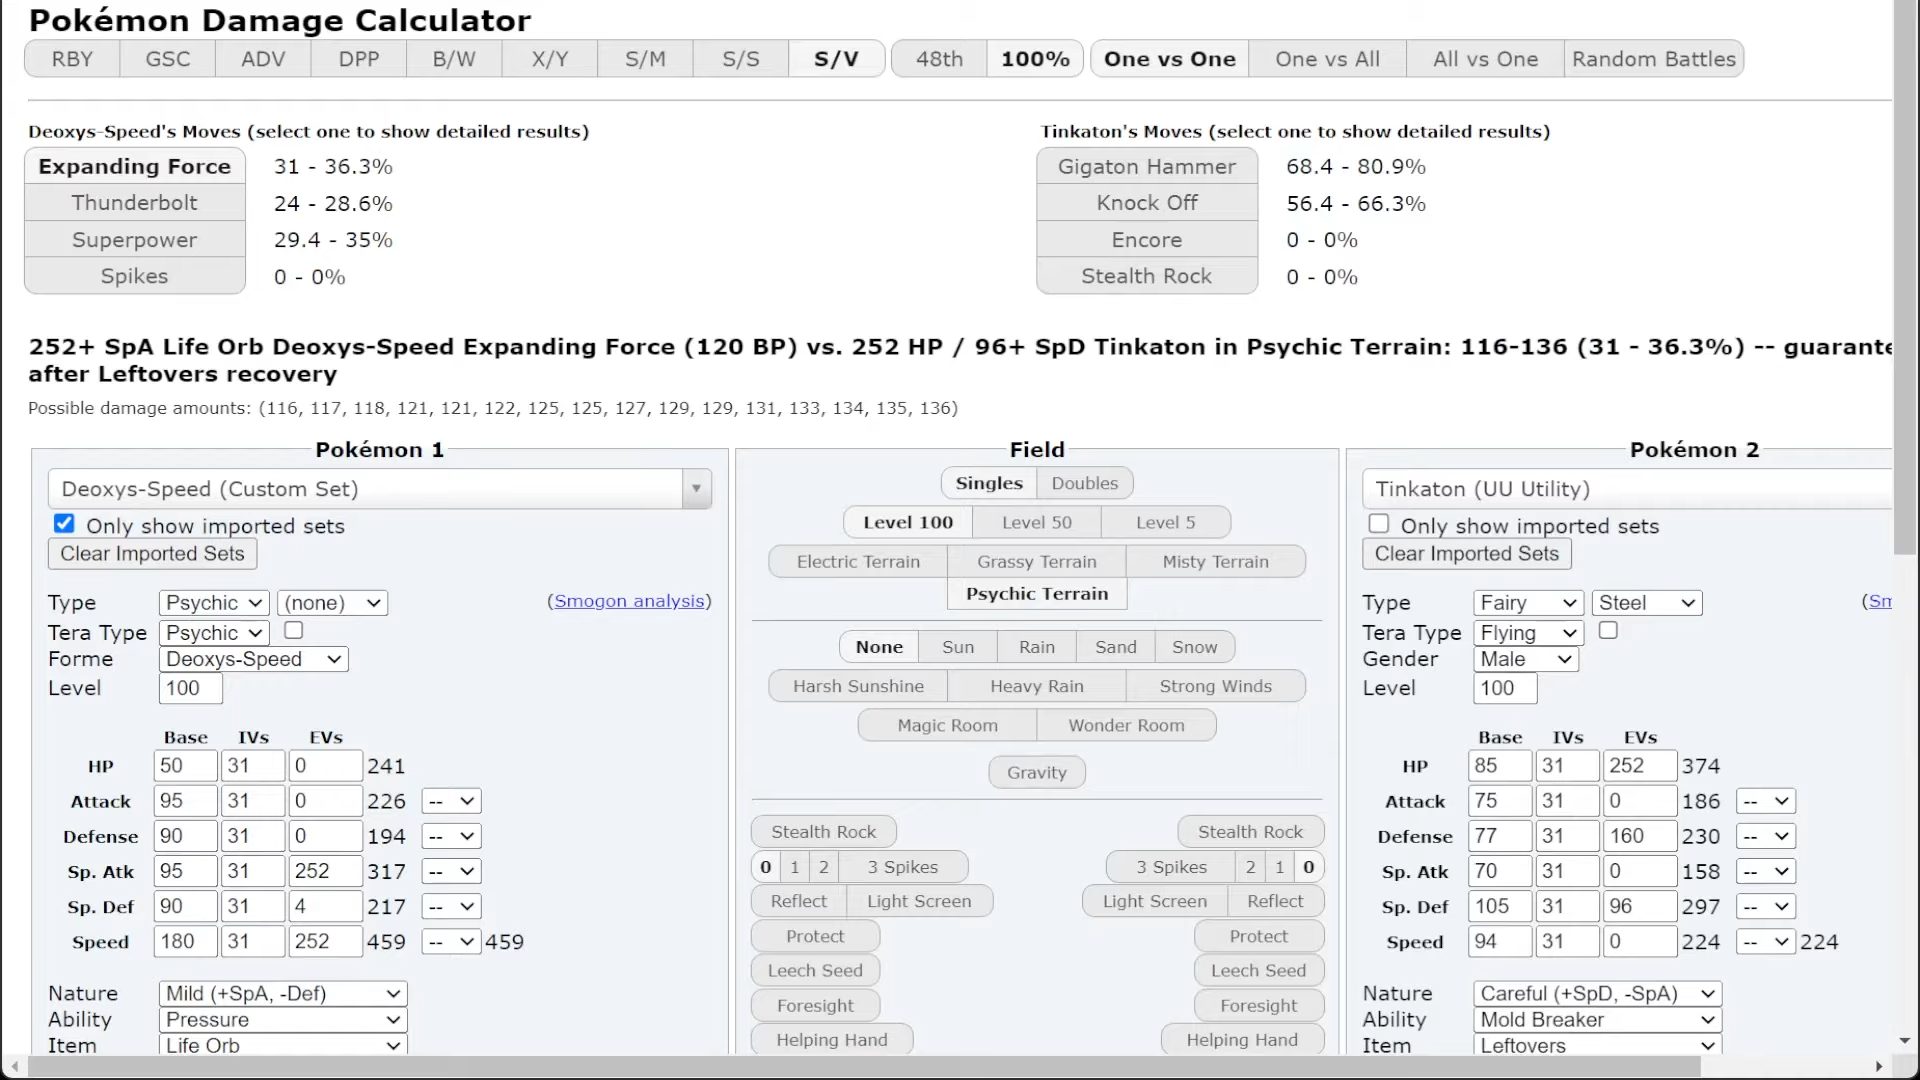 Pokémon Damage Calculator
RBY GSC ADV DPP B/W X/Y S/M S/S S/V 48th 100% One vs One One vs All All vs One Random Battles
Deoxys-Speed's Moves (select one to show detailed results) Tinkaton's Moves (select one to show detailed results)
Expanding Force 31 - 36.3% Gigaton Hammer 68.4 - 80.9%
Thunderbolt 24 - 28.6% Knock Off 56.4 - 66.3%
Superpower 29.4 - 35% Encore 0 - 0%
Spikes 0 - 0% Stealth Rock 0 - 0%
252+ SpA Life Orb Deoxys-Speed Expanding Force (120 BP) vs. 252 HP / 96+ SpD Tinkaton in Psychic Terrain: 116-136 (31 - 36.3%) -- guarante
after Leftovers recovery
Possible damage amounts: (116, 117, 118, 121, 121, 122, 125, 125, 127, 129, 129, 131, 133, 134, 135, 136)
Pokémon 1
Deoxys-Speed (Custom Set)
Only show imported sets
Clear Imported Sets
Type Psychic (none) (Smogon analysis)
Tera Type Psychic
Forme Deoxys-Speed
Level 100
Base IVs EVs
HP 50 31 0 241
Attack 95 31 0 226 --
Defense 90 31 0 194 --
Sp. Atk 95 31 252 317 --
Sp. Def 90 31 4 217 --
Speed 180 31 252 459 -- 459
Nature Mild (+SpA, -Def)
Ability Pressure
Item Life Orb
Field
Singles Doubles
Level 100 Level 50 Level 5
Electric Terrain Grassy Terrain Misty Terrain
Psychic Terrain
None Sun Rain Sand Snow
Harsh Sunshine Heavy Rain Strong Winds
Magic Room Wonder Room
Gravity
Stealth Rock Stealth Rock
0 1 2 3 Spikes 3 Spikes 2 1 0
Reflect Light Screen Light Screen Reflect
Protect Protect
Leech Seed Leech Seed
Foresight Foresight
Helping Hand Helping Hand
Pokémon 2
Tinkaton (UU Utility)
Only show imported sets
Clear Imported Sets
Type Fairy Steel (Sm
Tera Type Flying
Gender Male
Level 100
Base IVs EVs
HP 85 31 252 374
Attack 75 31 0 186 --
Defense 77 31 160 230 --
Sp. Atk 70 31 0 158 --
Sp. Def 105 31 96 297 --
Speed 94 31 0 224 -- 224
Nature Careful (+SpD, -SpA)
Ability Mold Breaker
Item Leftovers